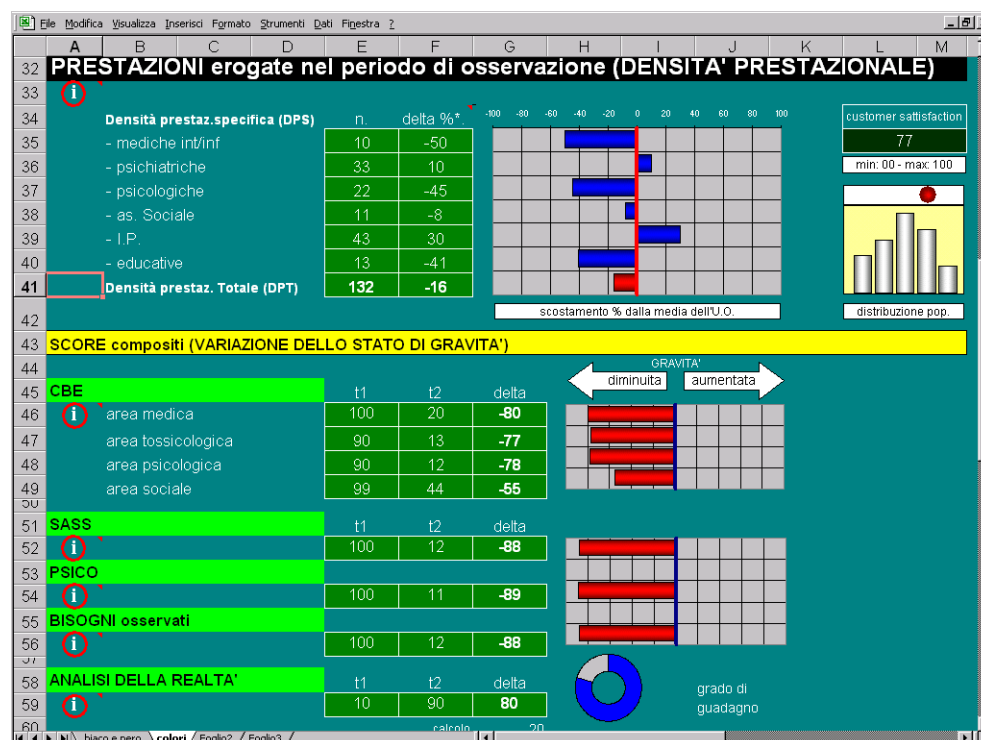 File Modifica Visualizza Inserisci Formato Strumenti Dati Finestra ?
A B C D E F G H I J K L M
32 PRESTAZIONI erogate nel periodo di osservazione (DENSITA' PRESTAZIONALE)
33 i
34 Densità prestaz.specifica (DPS) n. delta %*. -100 -80 -60 -40 -20 0 20 40 60 80 100 customer sattisfaction
35 - mediche int/inf 10 -50 77
36 - psichiatriche 33 10 min: 00 - max: 100
37 - psicologiche 22 -45
38 - as. Sociale 11 -8
39 - I.P. 43 30
40 - educative 13 -41
41 Densità prestaz. Totale (DPT) 132 -16
42 scostamento % dalla media dell'U.O. distribuzione pop.
43 SCORE compositi (VARIAZIONE DELLO STATO DI GRAVITA')
44 GRAVITA'
diminuita aumentata
45 CBE t1 t2 delta
46 i area medica 100 20 -80
47 area tossicologica 90 13 -77
48 area psicologica 90 12 -78
49 area sociale 99 44 -55
50
51 SASS t1 t2 delta
52 i 100 12 -88
53 PSICO
54 i 100 11 -89
55 BISOGNI osservati
56 i 100 12 -88
57
58 ANALISI DELLA REALTA' t1 t2 delta grado di
59 i 10 90 80 guadagno
60 calcolo 20
biaco e nero colori Foglio2 Foglio3